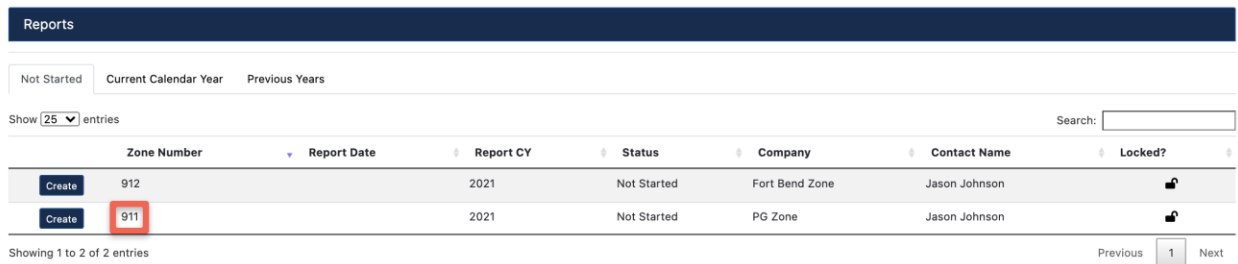 Reports
Not Started Current Calendar Year Previous Years
Show 25 entries Search:
Zone Number Report Date Report CY Status Company Contact Name Locked?
Create 912 2021 Not Started Fort Bend Zone Jason Johnson
Create 911 2021 Not Started PG Zone Jason Johnson
Showing 1 to 2 of 2 entries Previous 1 Next